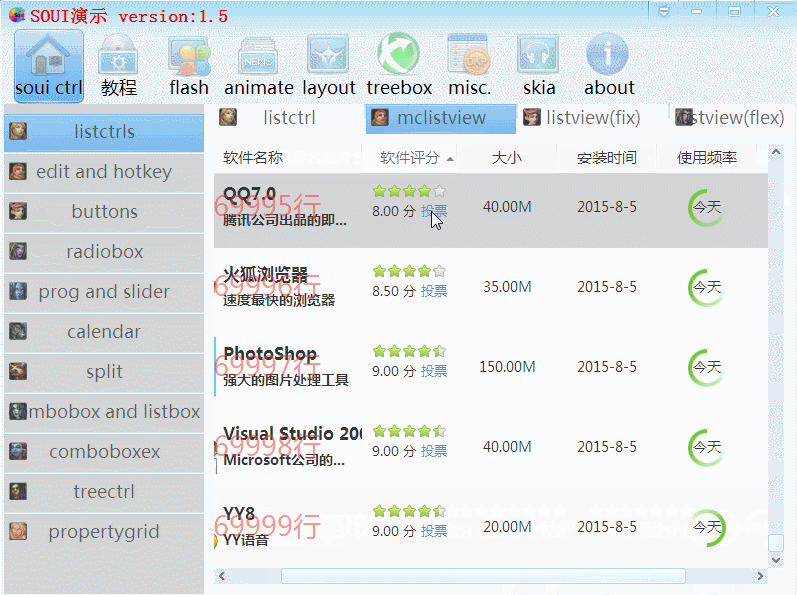 SOUI演示 version:1.5
soui ctrl 教程 flash animate layout treebox misc. skia about
NEWS
listctrls
edit and hotkey
buttons
radiobox
prog and slider
calendar
split
mbobox and listbox
comboboxex
treectrl
propertygrid
listctrl mclistview listview(fix) stview(flex)
软件名称 软件评分 大小 安装时间 使用频率
69995行
QQ7.0
腾讯公司出品的即...
8.00 分 投票 40.00M 2015-8-5 今天
69996行
火狐浏览器
速度最快的浏览器
8.50 分 投票 35.00M 2015-8-5 今天
69997行
PhotoShop
强大的图片处理工具
9.00 分 投票 150.00M 2015-8-5 今天
69998行
Visual Studio 200
Microsoft公司的...
9.00 分 投票 40.00M 2015-8-5 今天
69999行
YY8
YY语音
9.00 分 投票 20.00M 2015-8-5 今天